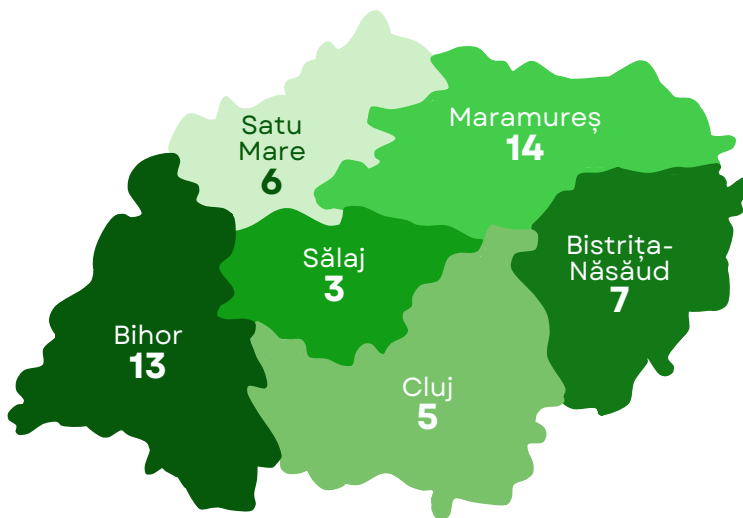 Satu
Mare
6
Maramureș
14
Bistrița-
Năsăud
7
Sălaj
3
Bihor
13
Cluj
5